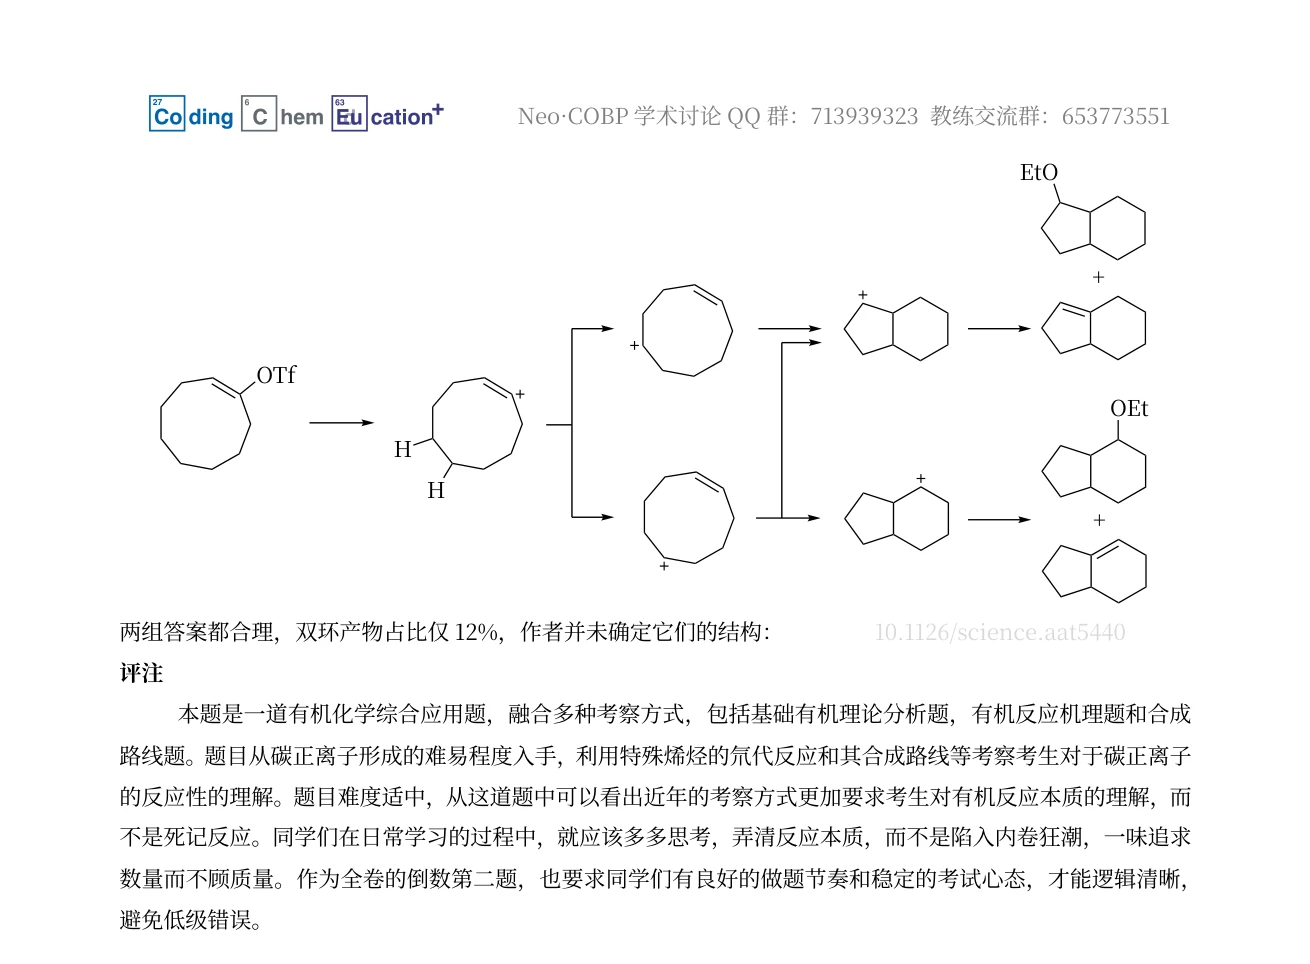 27 Co ding 6 C hem 63 Eu cation+
Neo·COBP 学术讨论 QQ 群：713939323 教练交流群：653773551
EtO
+
+
+
OTf
+
H
H
OEt
+
+
+
两组答案都合理，双环产物占比仅 12%，作者并未确定它们的结构：
10.1126/science.aat5440
评注
本题是一道有机化学综合应用题，融合多种考察方式，包括基础有机理论分析题，有机反应机理题和合成
路线题。题目从碳正离子形成的难易程度入手，利用特殊烯烃的氘代反应和其合成路线等考察考生对于碳正离子
的反应性的理解。题目难度适中，从这道题中可以看出近年的考察方式更加要求考生对有机反应本质的理解，而
不是死记反应。同学们在日常学习的过程中，就应该多多思考，弄清反应本质，而不是陷入内卷狂潮，一味追求
数量而不顾质量。作为全卷的倒数第二题，也要求同学们有良好的做题节奏和稳定的考试心态，才能逻辑清晰，
避免低级错误。